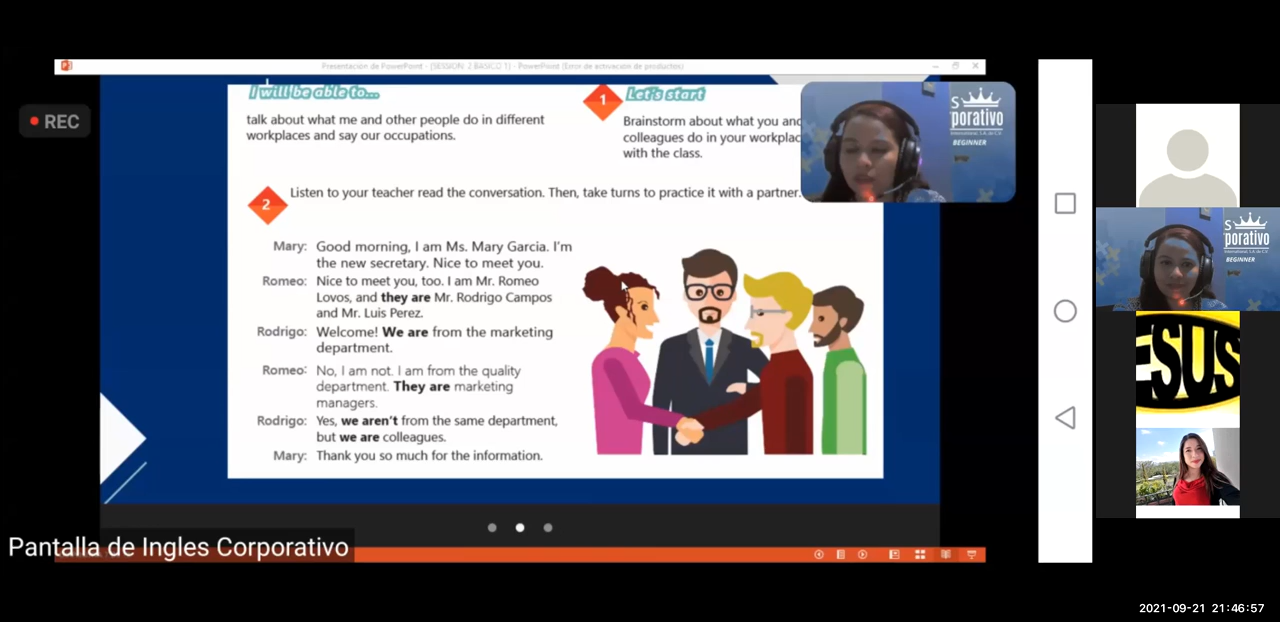 Presentación de PowerPoint - [SESSION 2 BASICO 1] - PowerPoint (Error de activación de productos)
REC
I will be able to...
talk about what me and other people do in different
workplaces and say our occupations.
1
Let's start
Brainstorm about what you and
colleagues do in your workplac
with the class.
S
porativo
International, S.A. de C.V.
BEGINNER
2
Listen to your teacher read the conversation. Then, take turns to practice it with a partner.
Mary: Good morning, I am Ms. Mary Garcia. I'm
the new secretary. Nice to meet you.
Romeo: Nice to meet you, too. I am Mr. Romeo
Lovos, and they are Mr. Rodrigo Campos
and Mr. Luis Perez.
Rodrigo: Welcome! We are from the marketing
department.
Romeo: No, I am not. I am from the quality
department. They are marketing
managers.
Rodrigo: Yes, we aren't from the same department,
but we are colleagues.
Mary: Thank you so much for the information.
S
porativo
International, S.A. de C.V.
BEGINNER
ESUS
Pantalla de Ingles Corporativo
2021-09-21 21:46:57